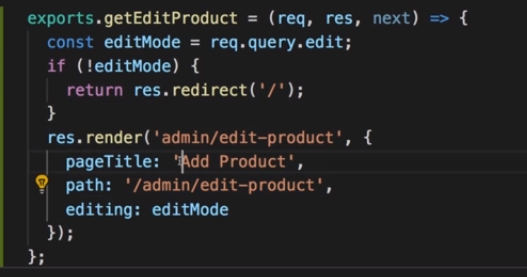 exports.getEditProduct = (req, res, next) => {
  const editMode = req.query.edit;
  if (!editMode) {
    return res.redirect('/');
  }
  res.render('admin/edit-product', {
    pageTitle: 'Add Product',
    path: '/admin/edit-product',
    editing: editMode
  });
};